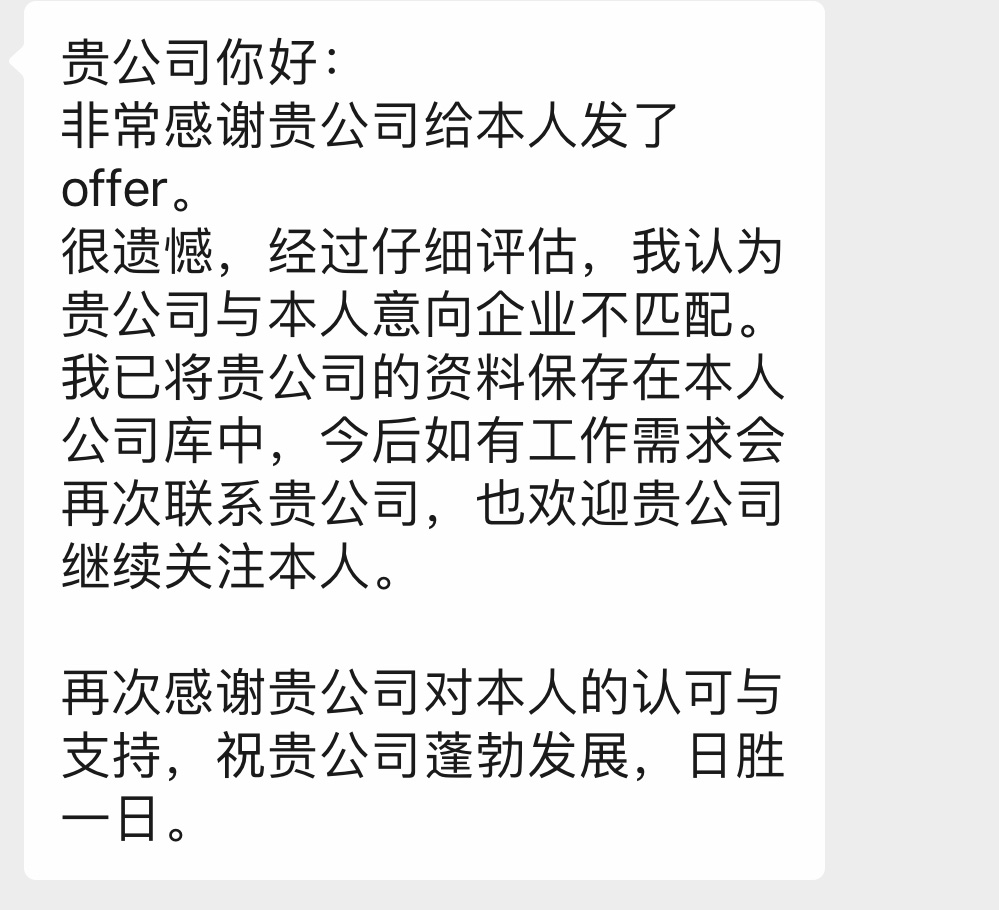 贵公司你好：
非常感谢贵公司给本人发了
offer。
很遗憾，经过仔细评估，我认为
贵公司与本人意向企业不匹配。
我已将贵公司的资料保存在本人
公司库中，今后如有工作需求会
再次联系贵公司，也欢迎贵公司
继续关注本人。
再次感谢贵公司对本人的认可与
支持，祝贵公司蓬勃发展，日胜
一日。